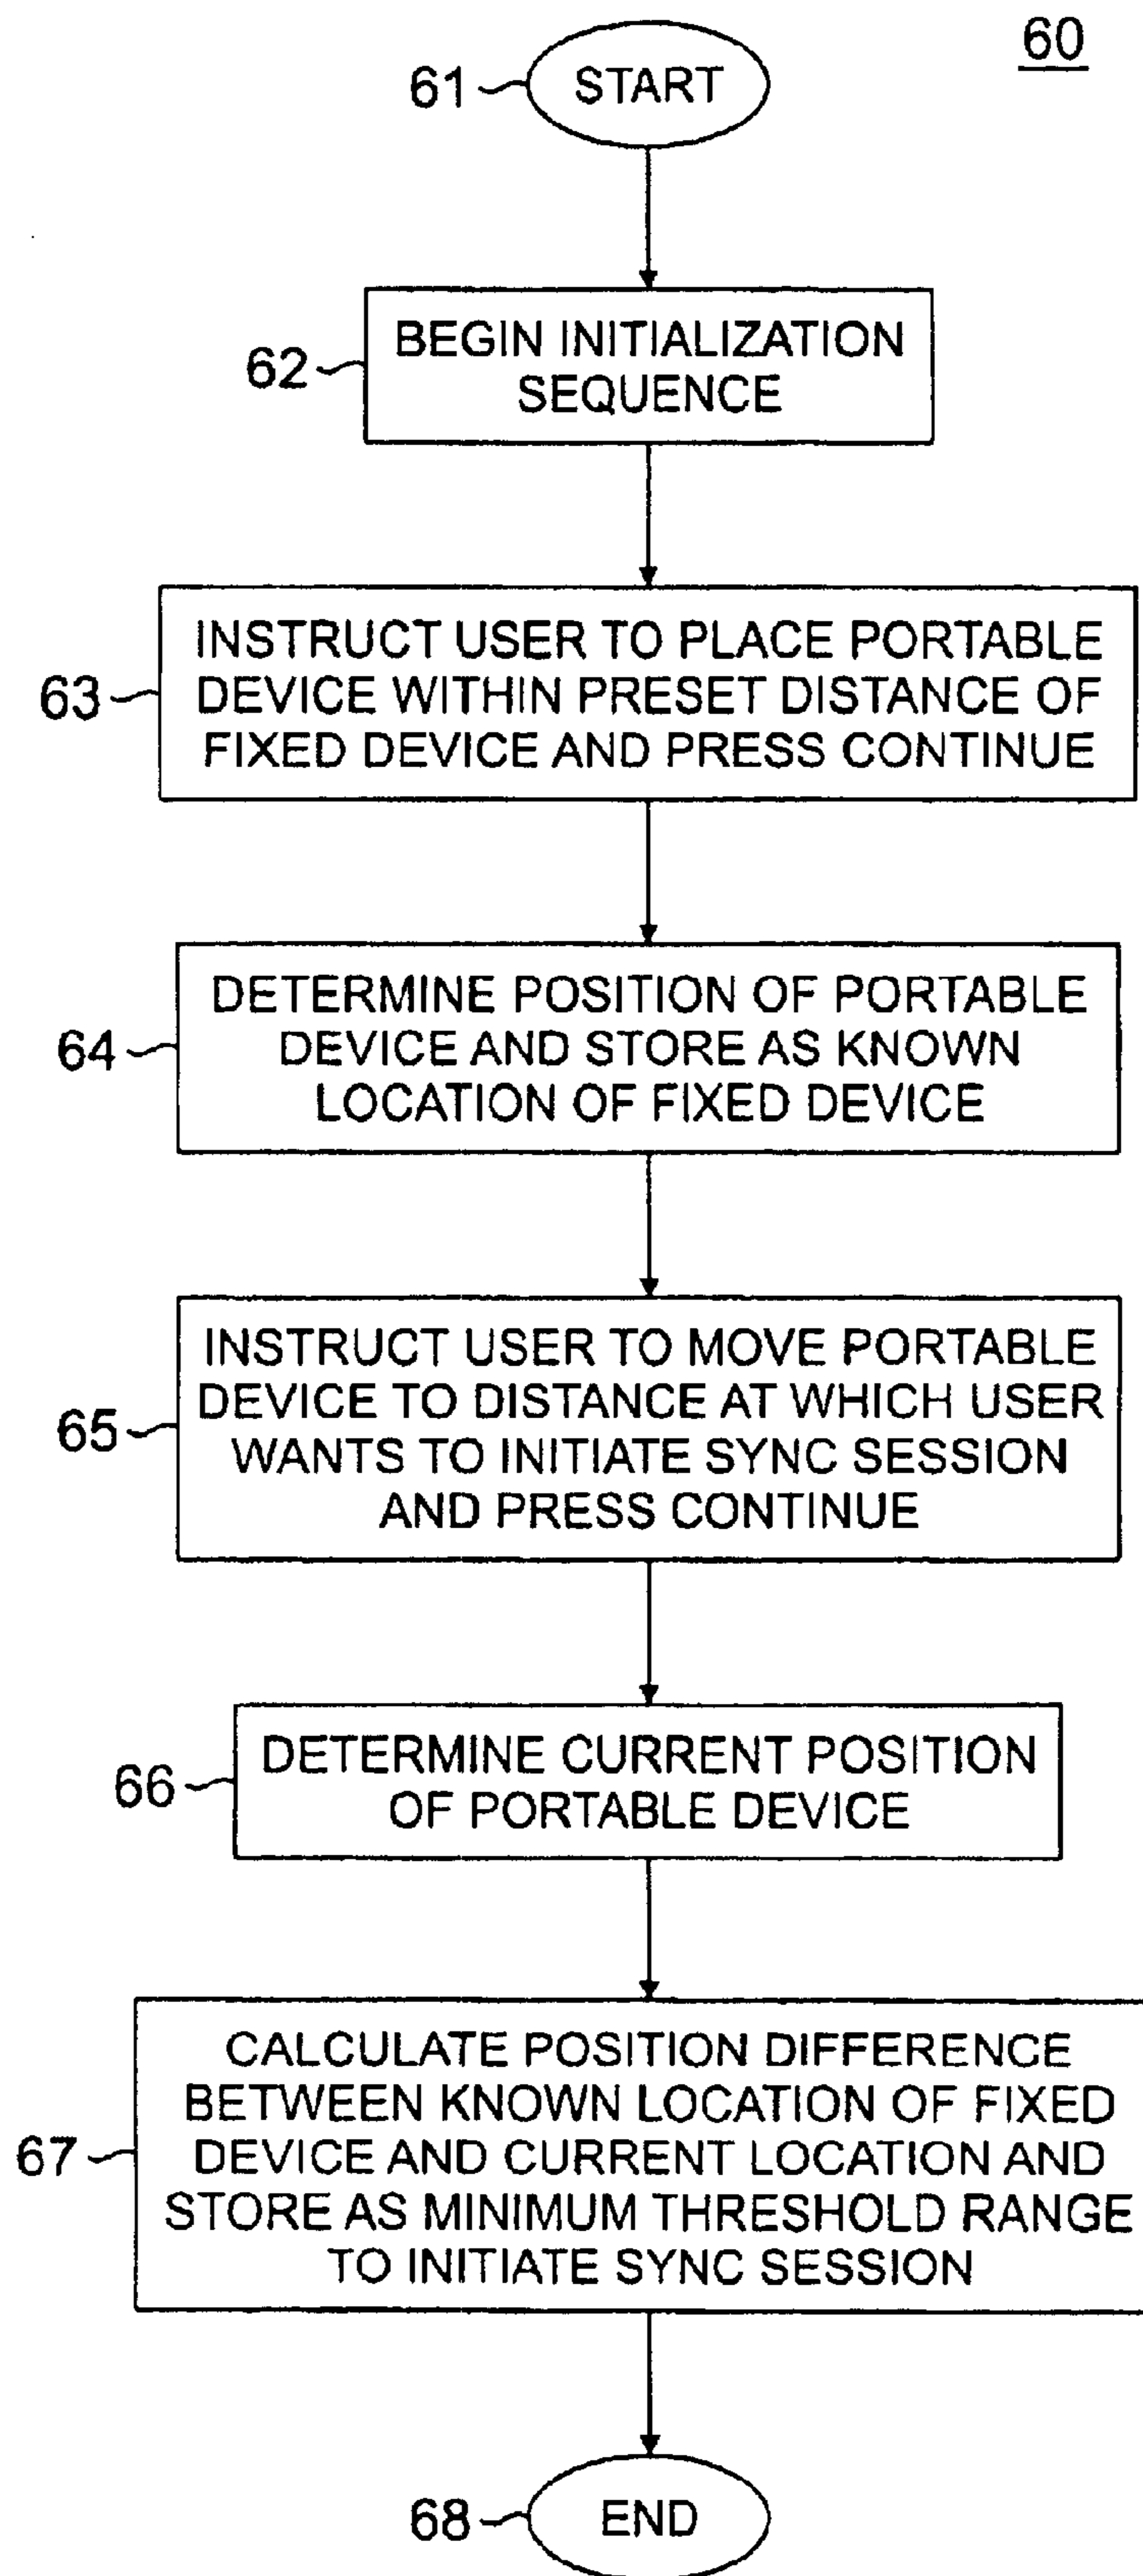 60
61
START
62
BEGIN INITIALIZATION
SEQUENCE
63
INSTRUCT USER TO PLACE PORTABLE
DEVICE WITHIN PRESET DISTANCE OF
FIXED DEVICE AND PRESS CONTINUE
64
DETERMINE POSITION OF PORTABLE
DEVICE AND STORE AS KNOWN
LOCATION OF FIXED DEVICE
65
INSTRUCT USER TO MOVE PORTABLE
DEVICE TO DISTANCE AT WHICH USER
WANTS TO INITIATE SYNC SESSION
AND PRESS CONTINUE
66
DETERMINE CURRENT POSITION
OF PORTABLE DEVICE
67
CALCULATE POSITION DIFFERENCE
BETWEEN KNOWN LOCATION OF FIXED
DEVICE AND CURRENT LOCATION AND
STORE AS MINIMUM THRESHOLD RANGE
TO INITIATE SYNC SESSION
68
END